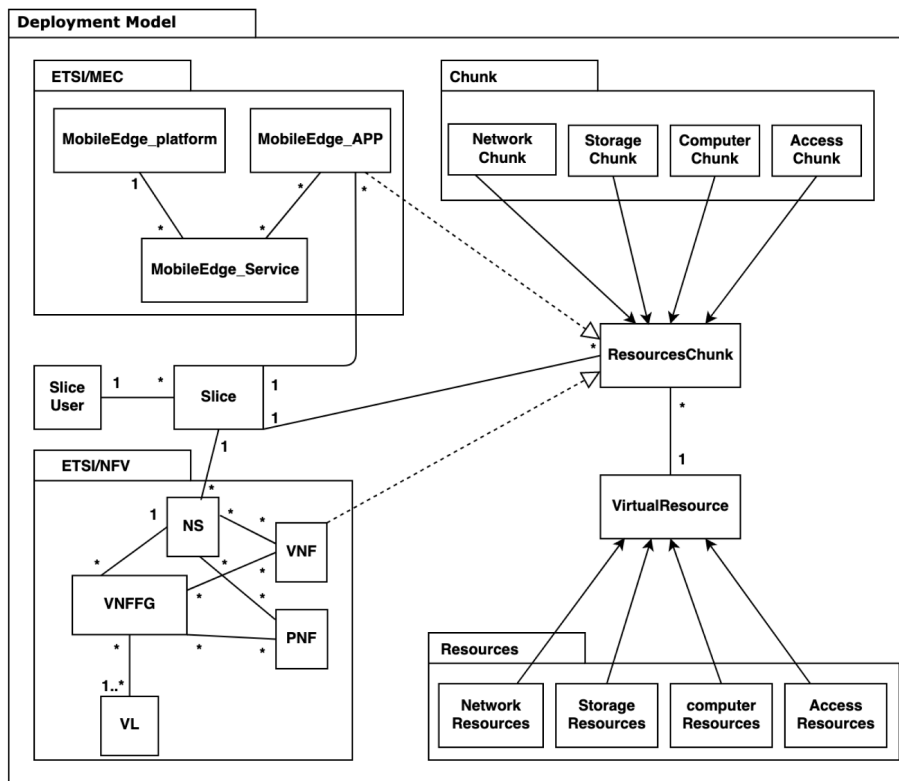 Deployment Model
ETSI/MEC
MobileEdge_platform
MobileEdge_APP
1
*
*
*
*
MobileEdge_Service
Chunk
Network
Chunk
Storage
Chunk
Computer
Chunk
Access
Chunk
*
ResourcesChunk
Slice
User
1
*
Slice
1
1
1
*
1
VirtualResource
ETSI/NFV
*
1
NS
*
*
VNF
*
*
*
*
*
VNFFG
PNF
*
*
*
1..*
VL
Resources
Network
Resources
Storage
Resources
computer
Resources
Access
Resources